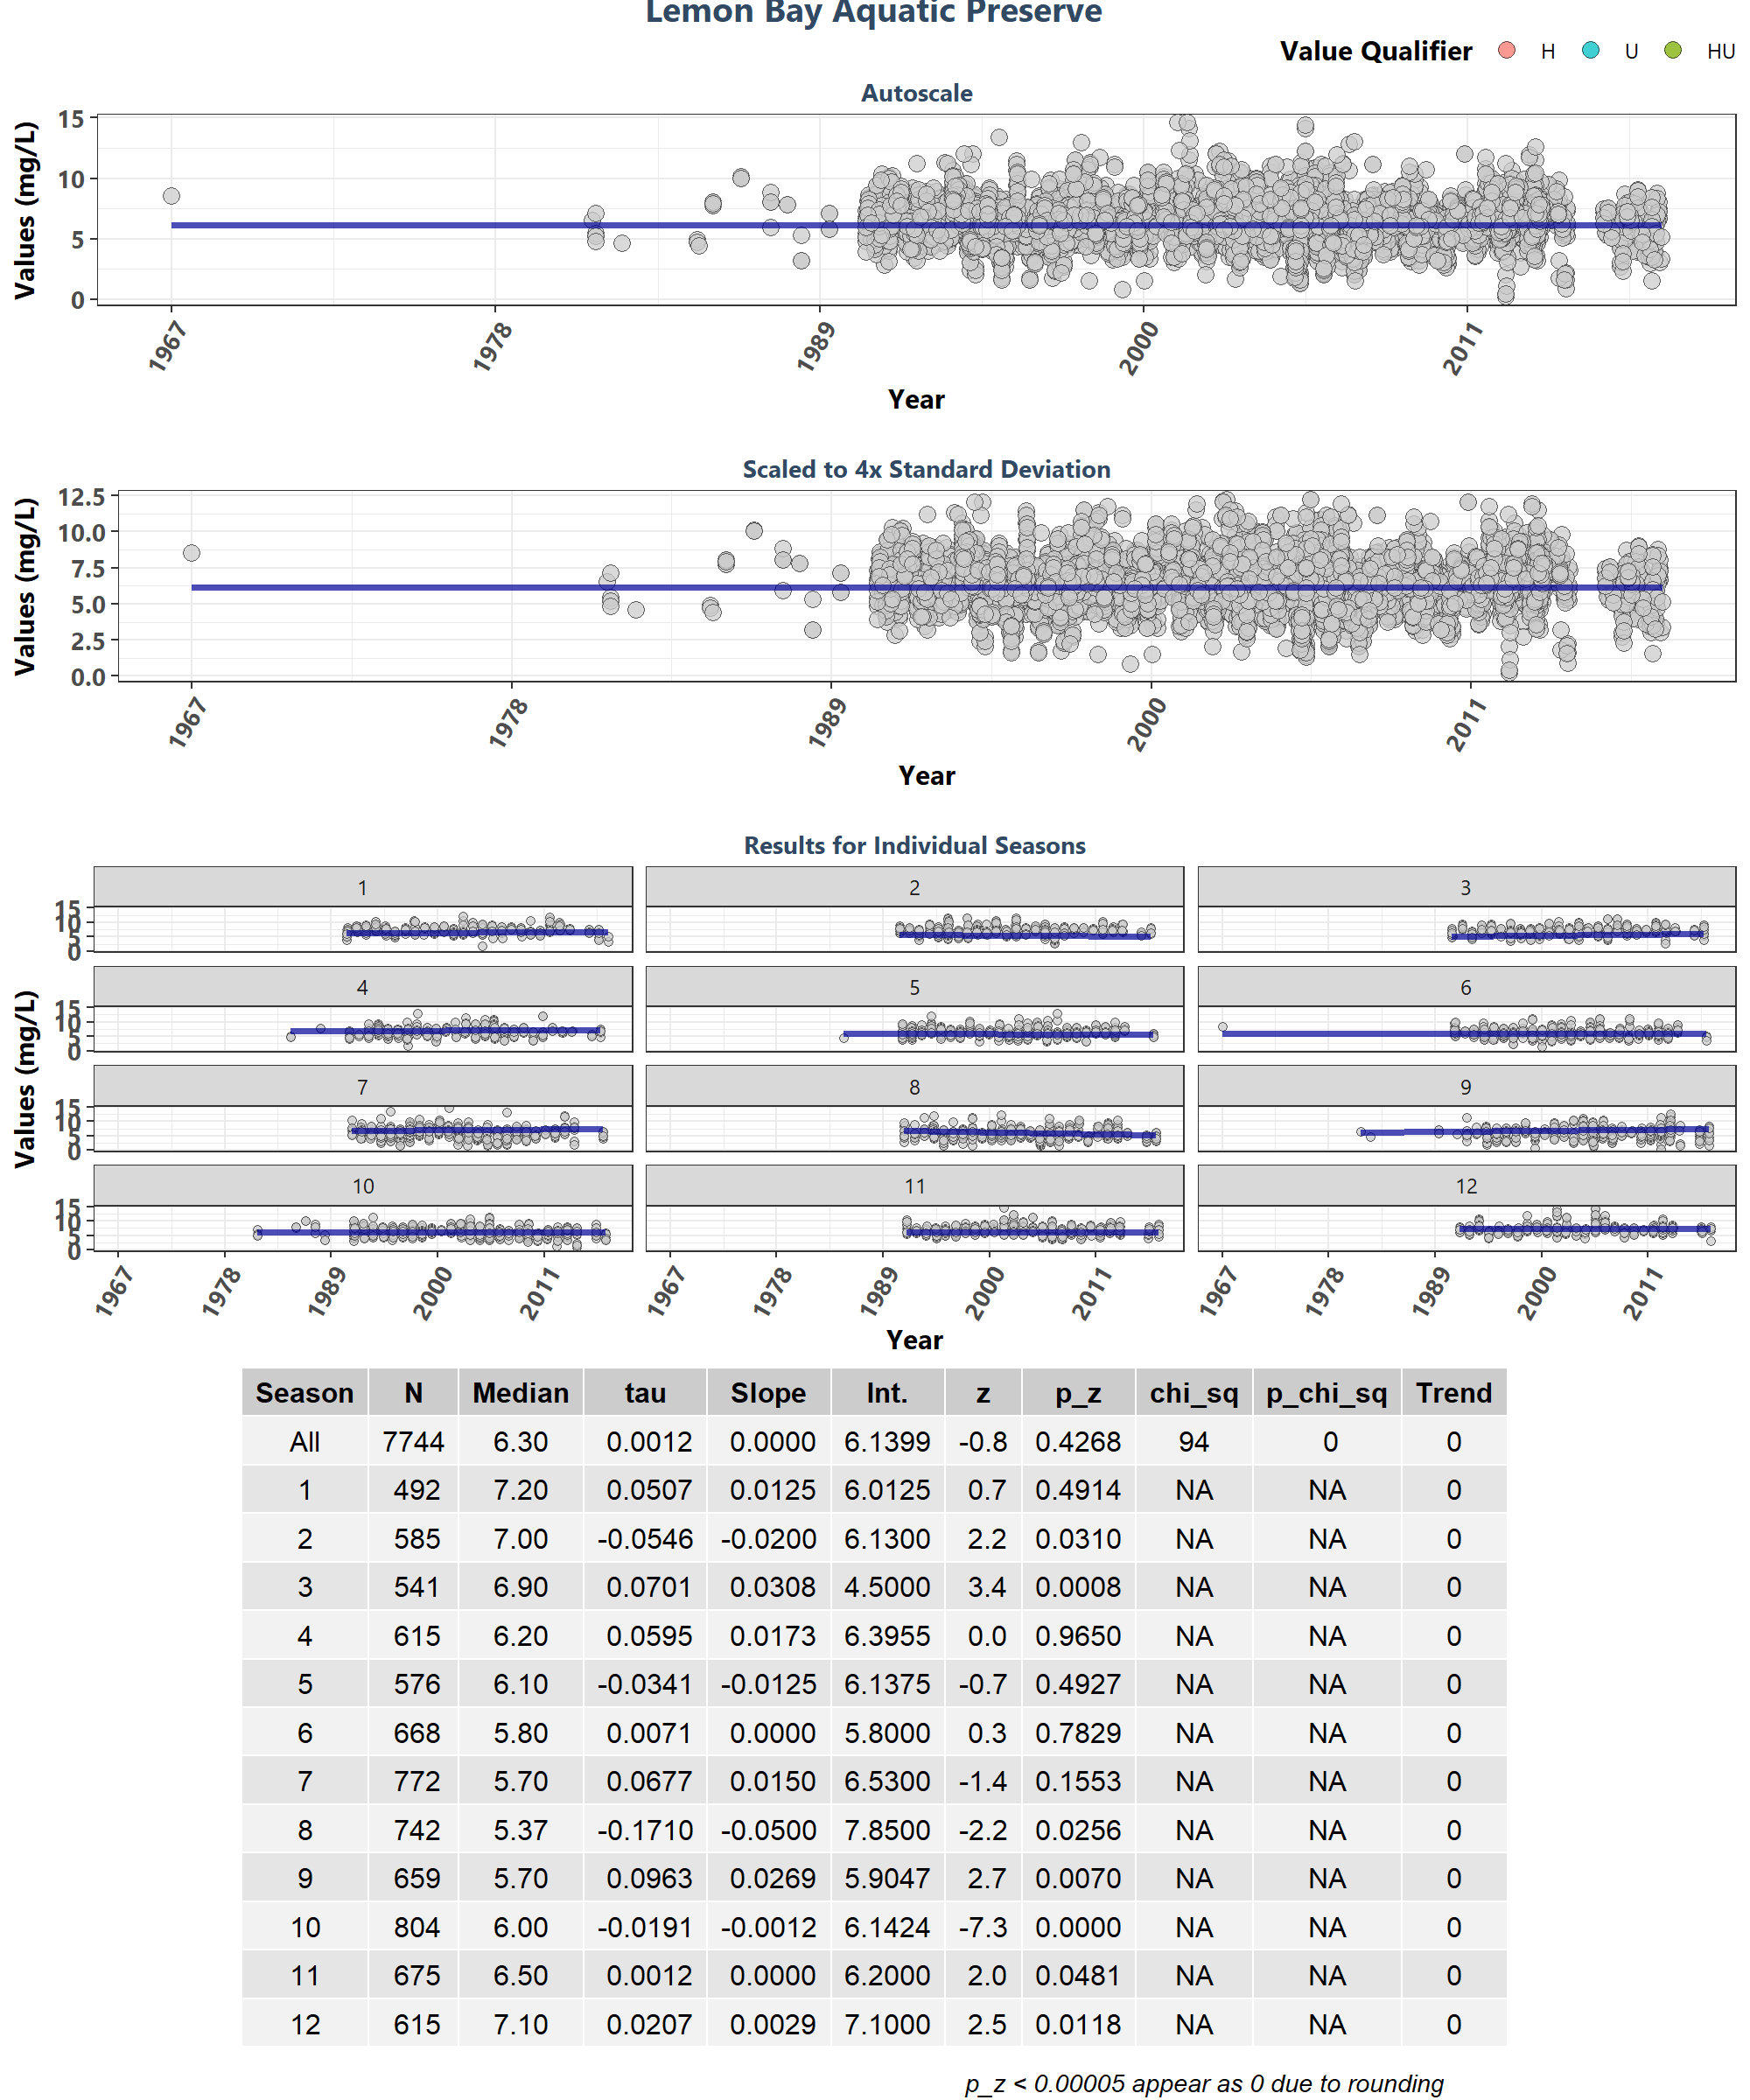 Lemon Bay Aquatic Preserve
Value Qualifier H U HU
Autoscale
Values (mg/L)
15
10
5
0
1967 1978 1989 2000 2011
Year
Scaled to 4x Standard Deviation
Values (mg/L)
12.5
10.0
7.5
5.0
2.5
0.0
1967 1978 1989 2000 2011
Year
Results for Individual Seasons
Values (mg/L)
1 2 3
15
10
5
0
4 5 6
15
10
5
0
7 8 9
15
10
5
0
10 11 12
15
10
5
0
1967 1978 1989 2000 2011 1967 1978 1989 2000 2011 1967 1978 1989 2000 2011
Year
Season N Median tau Slope Int. z p_z chi_sq p_chi_sq Trend
All 7744 6.30 0.0012 0.0000 6.1399 -0.8 0.4268 94 0 0
1 492 7.20 0.0507 0.0125 6.0125 0.7 0.4914 NA NA 0
2 585 7.00 -0.0546 -0.0200 6.1300 2.2 0.0310 NA NA 0
3 541 6.90 0.0701 0.0308 4.5000 3.4 0.0008 NA NA 0
4 615 6.20 0.0595 0.0173 6.3955 0.0 0.9650 NA NA 0
5 576 6.10 -0.0341 -0.0125 6.1375 -0.7 0.4927 NA NA 0
6 668 5.80 0.0071 0.0000 5.8000 0.3 0.7829 NA NA 0
7 772 5.70 0.0677 0.0150 6.5300 -1.4 0.1553 NA NA 0
8 742 5.37 -0.1710 -0.0500 7.8500 -2.2 0.0256 NA NA 0
9 659 5.70 0.0963 0.0269 5.9047 2.7 0.0070 NA NA 0
10 804 6.00 -0.0191 -0.0012 6.1424 -7.3 0.0000 NA NA 0
11 675 6.50 0.0012 0.0000 6.2000 2.0 0.0481 NA NA 0
12 615 7.10 0.0207 0.0029 7.1000 2.5 0.0118 NA NA 0
p_z < 0.00005 appear as 0 due to rounding